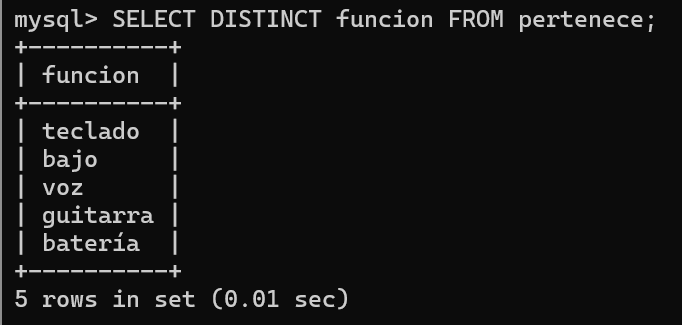 mysql> SELECT DISTINCT funcion FROM pertenece;
+----------+
| funcion  |
+----------+
| teclado  |
| bajo     |
| voz      |
| guitarra |
| batería  |
+----------+
5 rows in set (0.01 sec)